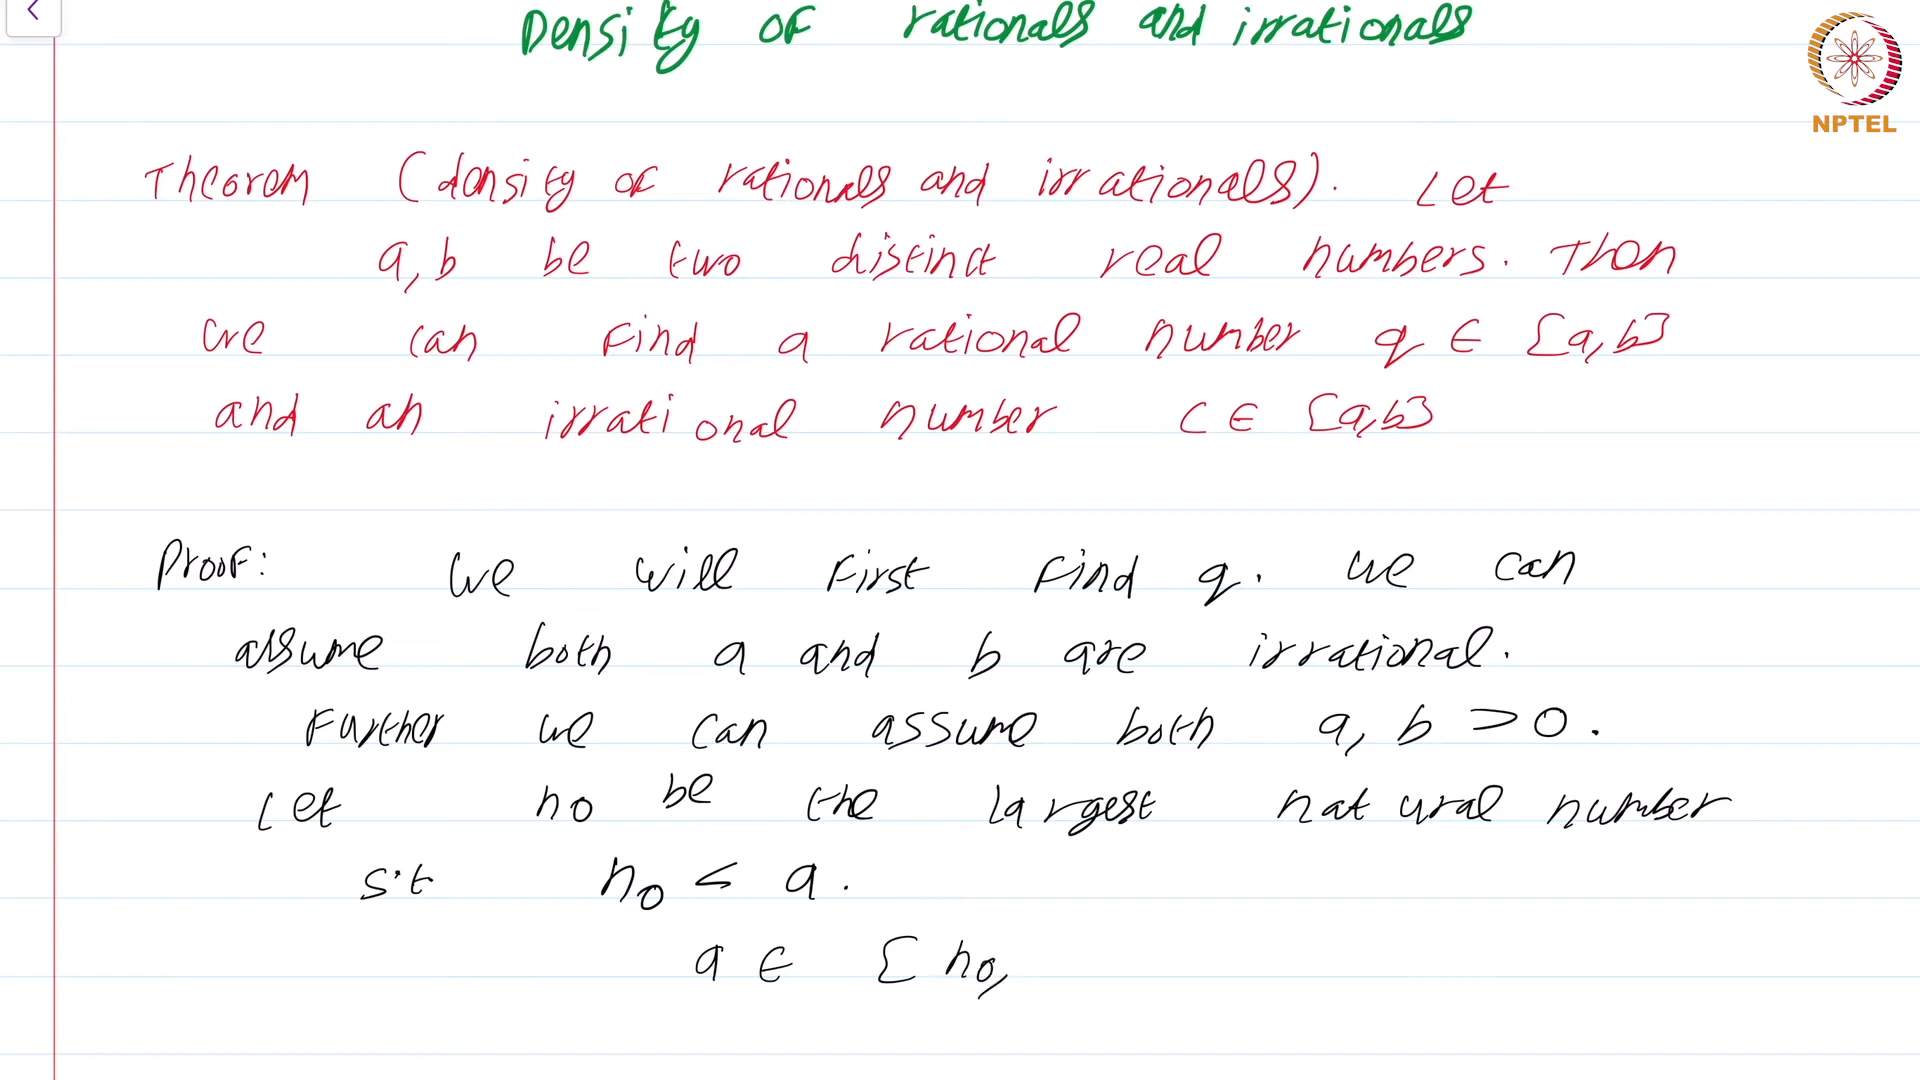 Density of rationals and irrationals
NPTEL
Theorem (density of rationals and irrationals). Let
a, b be two distinct real numbers. Then
we can find a rational number q ∈ [a, b]
and an irrational number c ∈ [a, b]
Proof: We will first find q. We can
assume both a and b are irrational.
Further we can assume both a, b > 0.
Let n₀ be the largest natural number
s.t n₀ < a.
a ∈ [n₀,